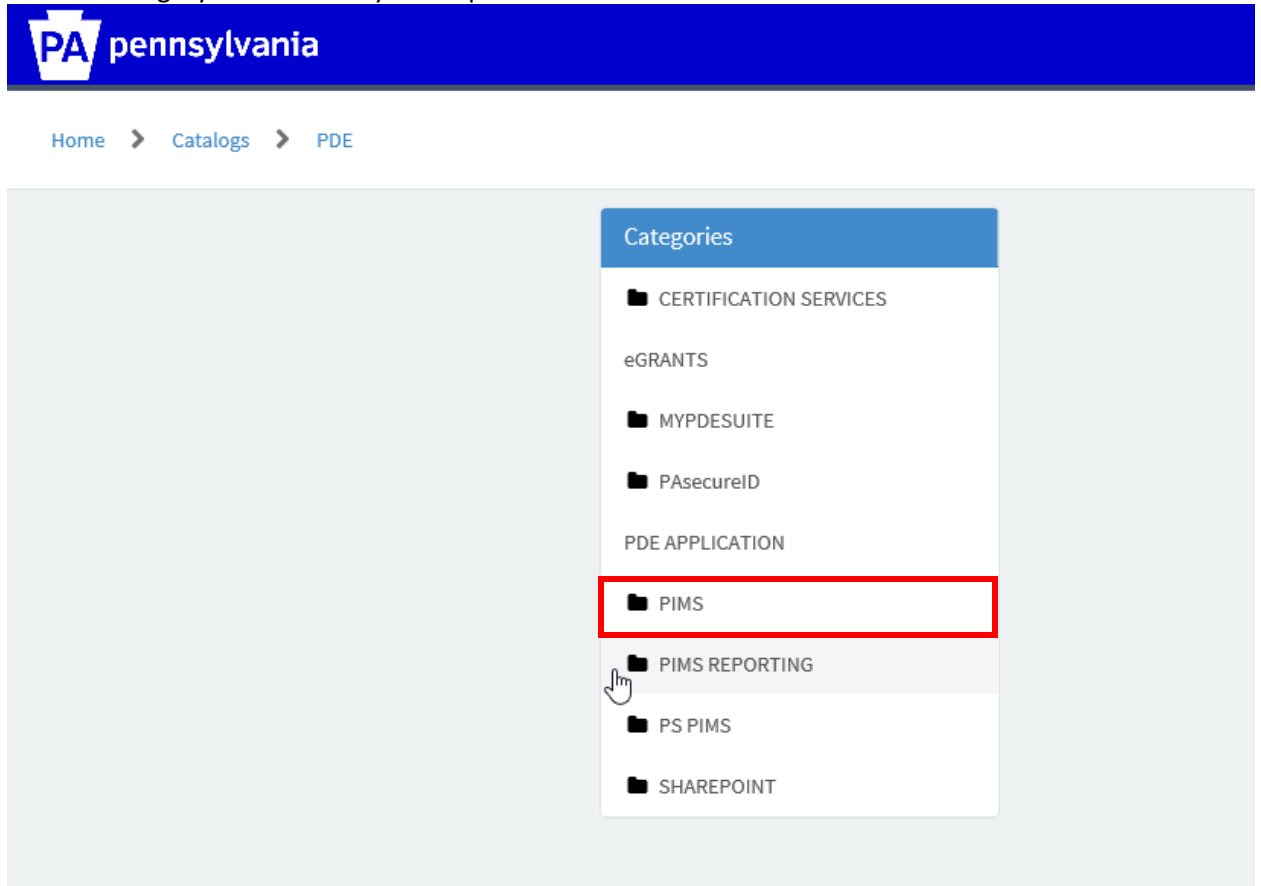 PA pennsylvania
Home Catalogs PDE
Categories
CERTIFICATION SERVICES
eGRANTS
MYPDESUITE
PAsecureID
PDE APPLICATION
PIMS
PIMS REPORTING
PS PIMS
SHAREPOINT